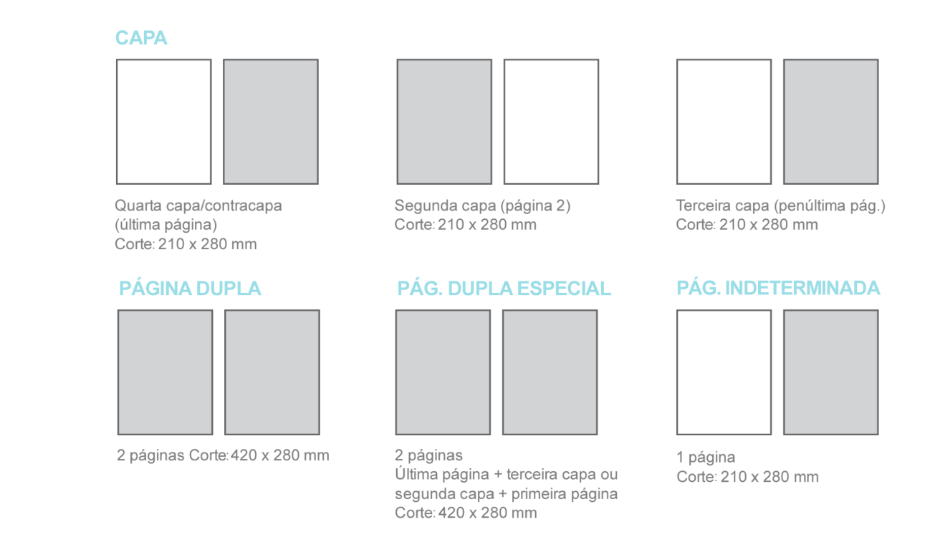 CAPA
Quarta capa/contracapa
(última página)
Corte: 210 x 280 mm
Segunda capa (página 2)
Corte: 210 x 280 mm
Terceira capa (penúltima pág.)
Corte: 210 x 280 mm
PÁGINA DUPLA
2 páginas Corte: 420 x 280 mm
PÁG. DUPLA ESPECIAL
2 páginas
Última página + terceira capa ou
segunda capa + primeira página
Corte: 420 x 280 mm
PÁG. INDETERMINADA
1 página
Corte: 210 x 280 mm